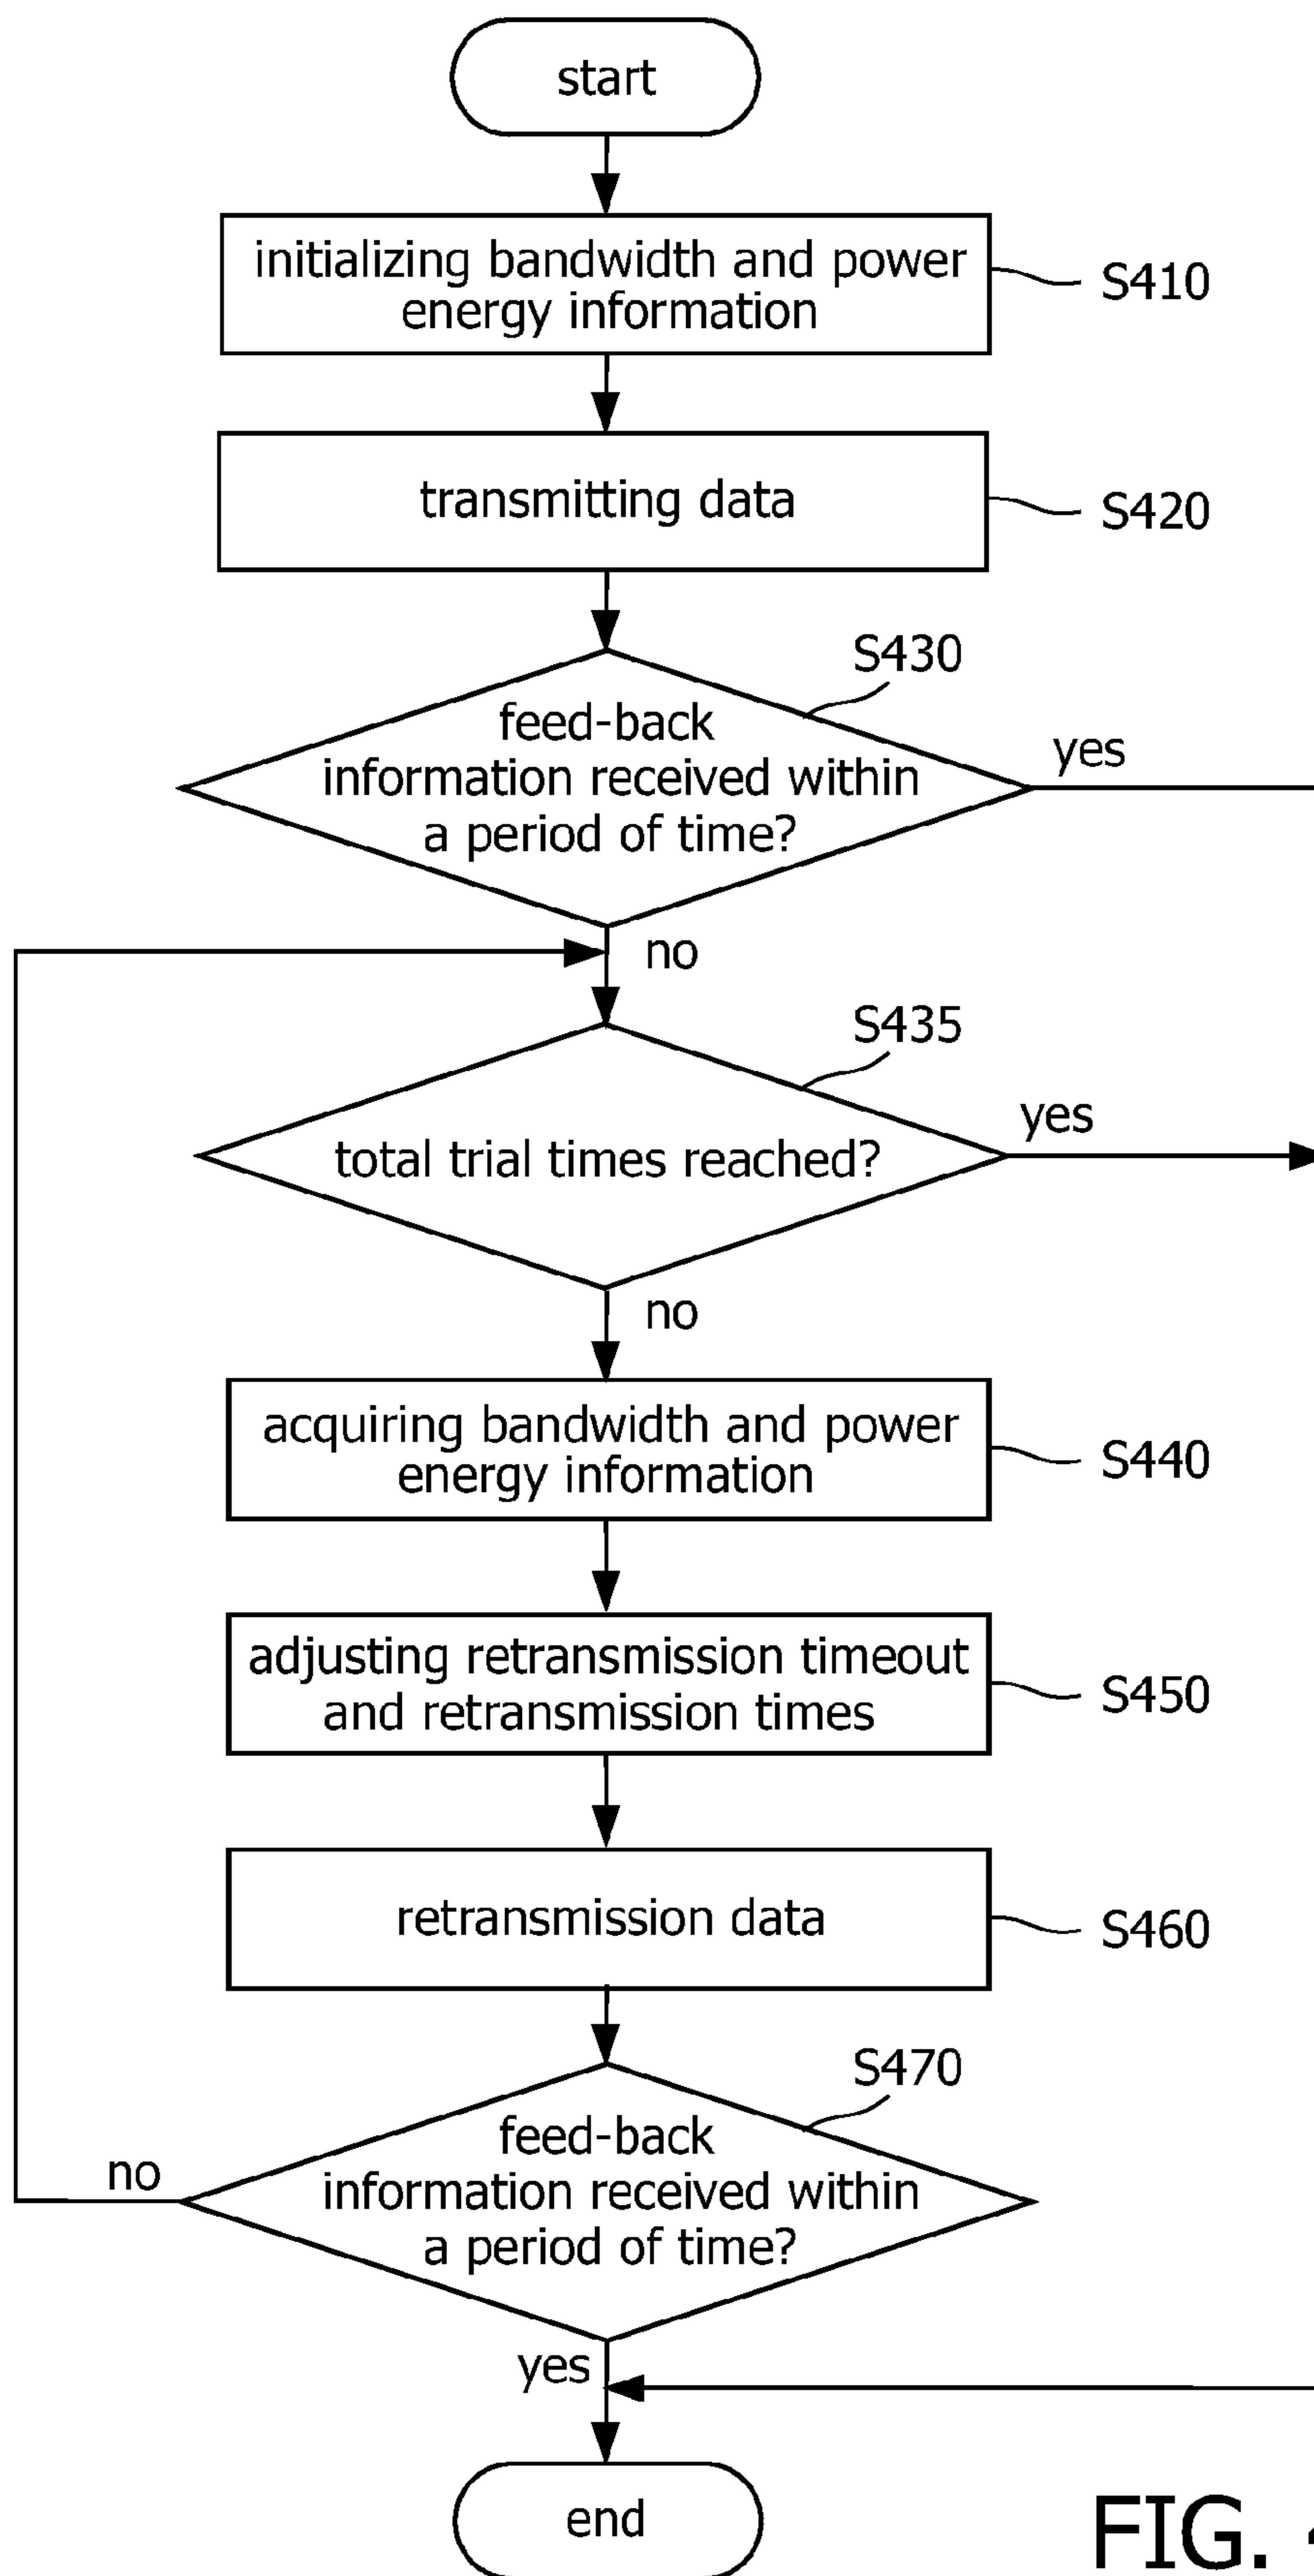 start
initializing bandwidth and power
energy information
S410
transmitting data
S420
S430
feed-back
information received within
a period of time?
yes
no
S435
total trial times reached?
yes
no
acquiring bandwidth and power
energy information
S440
adjusting retransmission timeout
and retransmission times
S450
retransmission data
S460
S470
feed-back
information received within
a period of time?
no
yes
end
FIG.